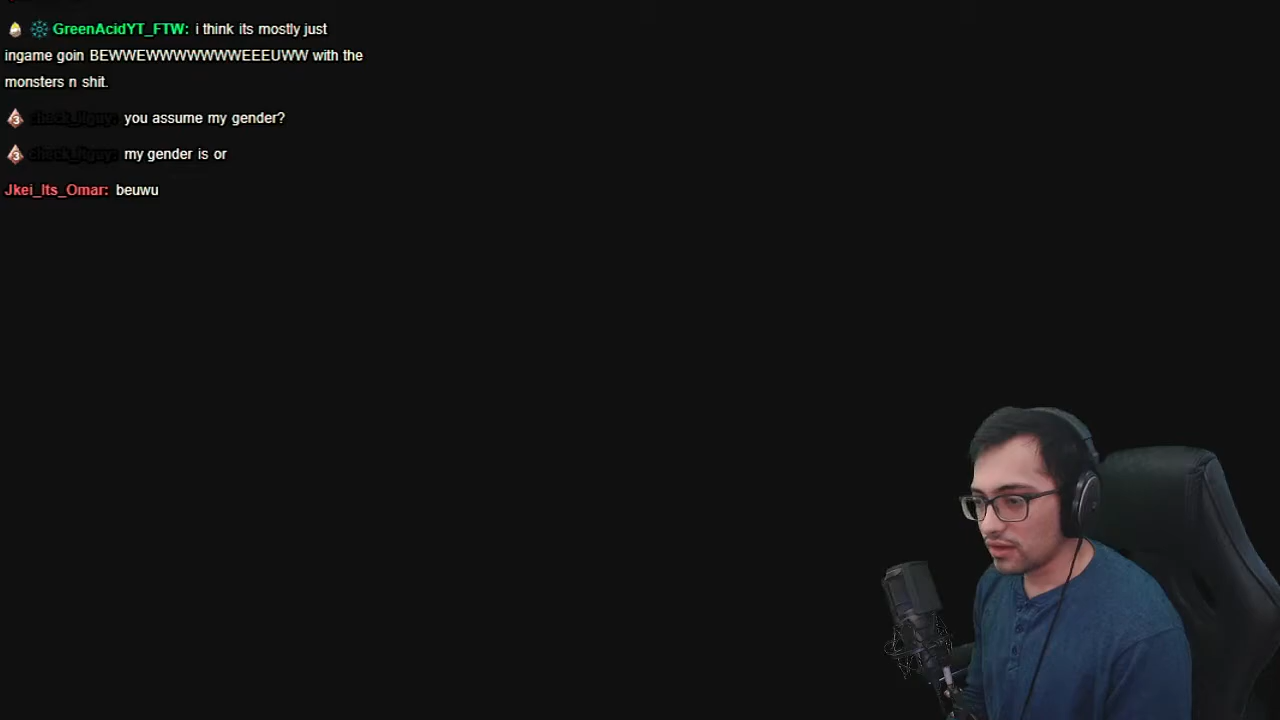 GreenAcidYT_FTW: i think its mostly just
ingame goin BEWWEWWWWWWWEEEUWW with the
monsters n shit.
you assume my gender?
my gender is or
Jkei_Its_Omar: beuwu